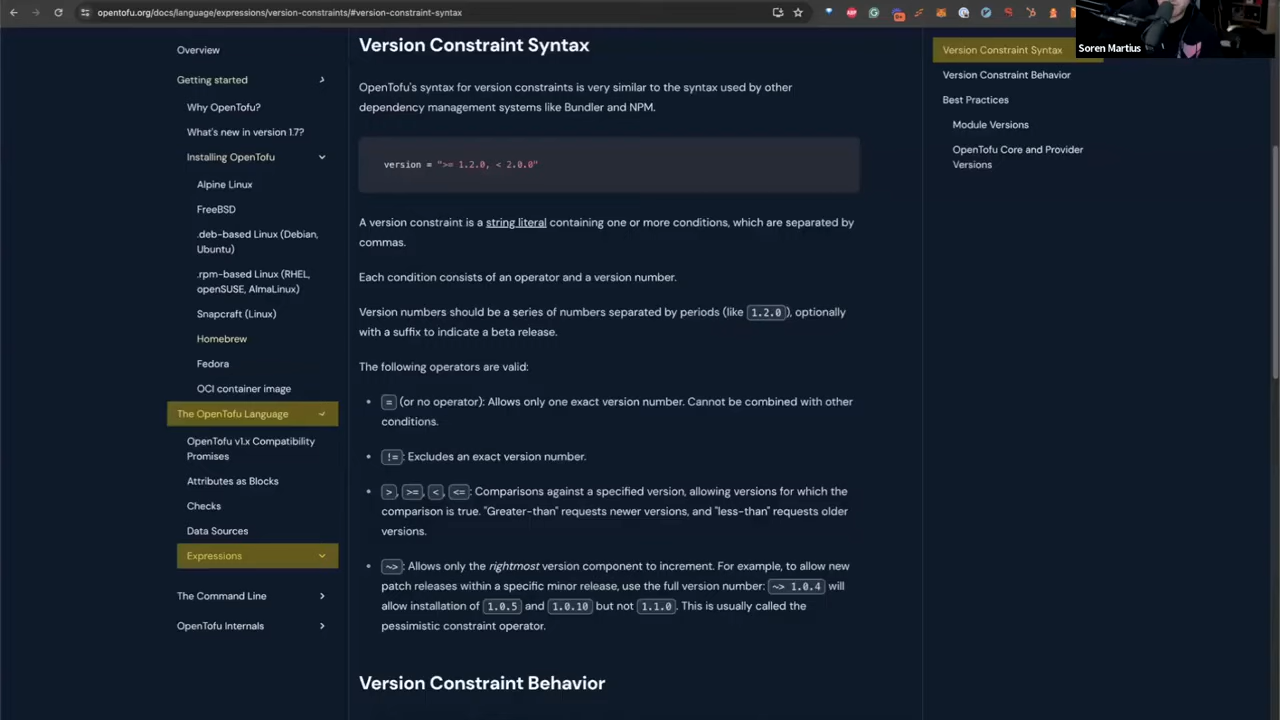 opentofu.org/docs/language/expressions/version-constraints/#version-constraint-syntax
Soren Martius
Overview
Getting started
Why OpenTofu?
What's new in version 1.7?
Installing OpenTofu
Alpine Linux
FreeBSD
.deb-based Linux (Debian,
Ubuntu)
.rpm-based Linux (RHEL,
openSUSE, AlmaLinux)
Snapcraft (Linux)
Homebrew
Fedora
OCI container image
The OpenTofu Language
OpenTofu v1.x Compatibility
Promises
Attributes as Blocks
Checks
Data Sources
Expressions
The Command Line
OpenTofu Internals
Version Constraint Syntax
OpenTofu's syntax for version constraints is very similar to the syntax used by other
dependency management systems like Bundler and NPM.
version = ">= 1.2.0, < 2.0.0"
A version constraint is a string literal containing one or more conditions, which are separated by
commas.
Each condition consists of an operator and a version number.
Version numbers should be a series of numbers separated by periods (like 1.2.0), optionally
with a suffix to indicate a beta release.
The following operators are valid:
• = (or no operator): Allows only one exact version number. Cannot be combined with other
conditions.
• !=: Excludes an exact version number.
• >, >=, <, <=: Comparisons against a specified version, allowing versions for which the
comparison is true. "Greater-than" requests newer versions, and "less-than" requests older
versions.
• ~>: Allows only the rightmost version component to increment. For example, to allow new
patch releases within a specific minor release, use the full version number: ~> 1.0.4 will
allow installation of 1.0.5 and 1.0.10 but not 1.1.0. This is usually called the
pessimistic constraint operator.
Version Constraint Behavior
Version Constraint Syntax
Version Constraint Behavior
Best Practices
Module Versions
OpenTofu Core and Provider
Versions